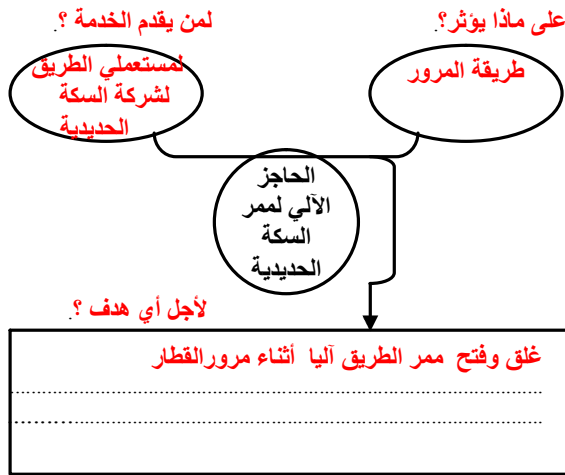 على ماذا يؤثر؟
لمن يقدم الخدمة ؟.
طريقة المرور
لمستعملي الطريق
لشركة السكة
الحديدية
الحاجز
الآلي لممر
السكة
الحديدية
لأجل أي هدف ؟.
غلق وفتح ممر الطريق آليا أثناء مرورالقطار